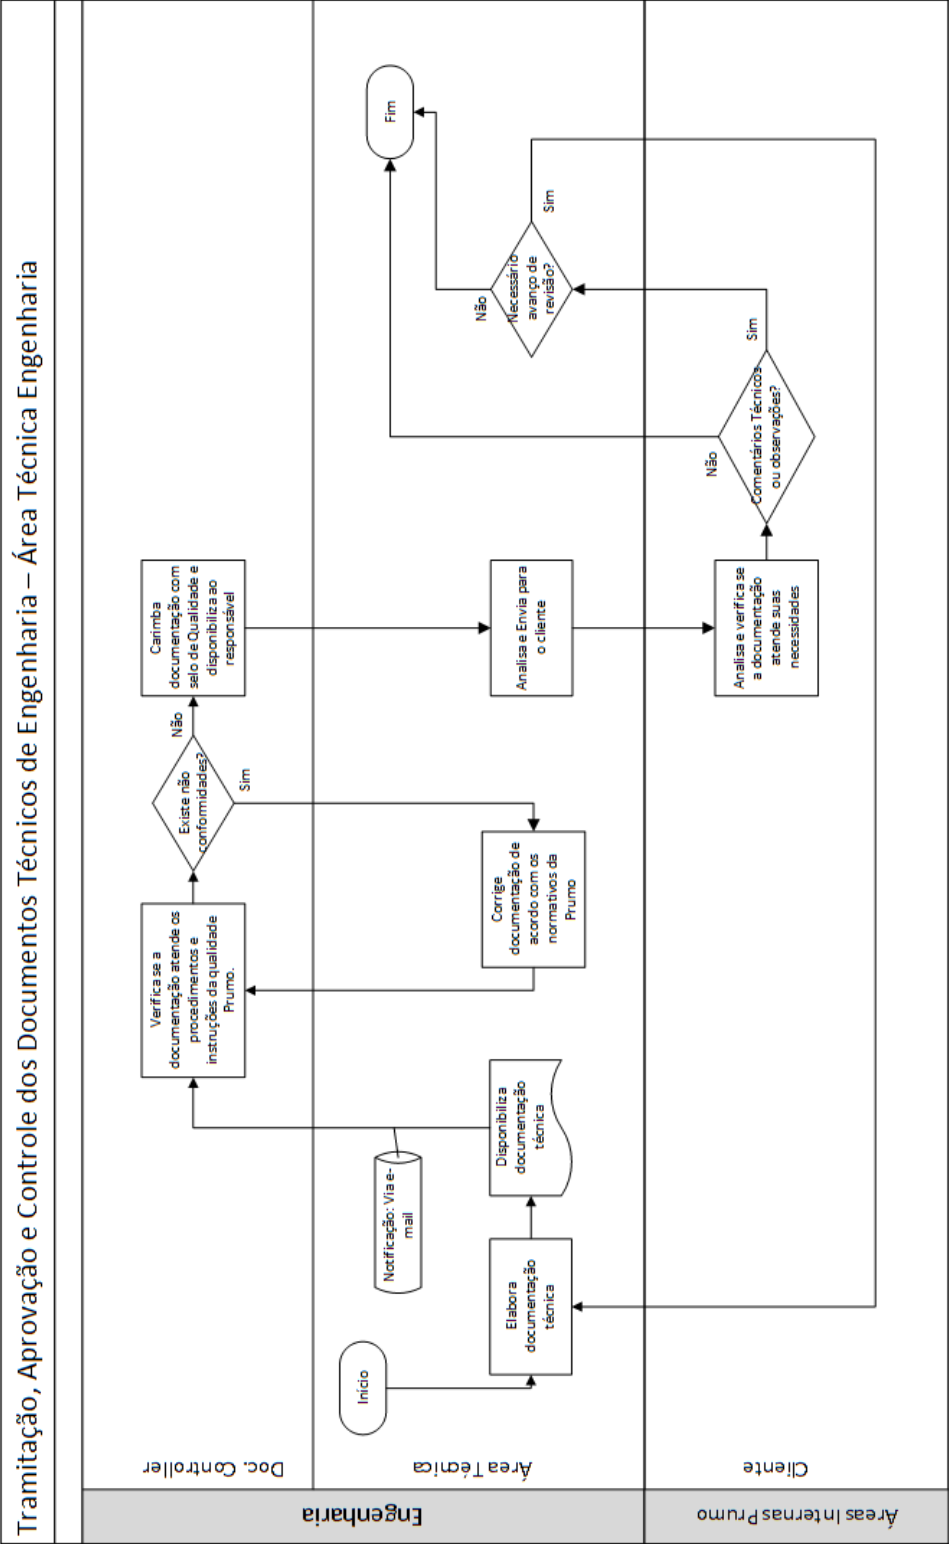 Tramitação, Aprovação e Controle dos Documentos Técnicos de Engenharia – Área Técnica Engenharia
Engenharia
Doc. Controller
Verifica se a
documentação atende os
procedimentos e
instruções da qualidade
Prumo.
Existe não
conformidades?
Não
Sim
Carimba
documentação com
selo de Qualidade e
disponibiliza ao
responsável
Área Técnica
Início
Elabora
documentação
técnica
Notificação: Via e-
mail
Disponibiliza
documentação
técnica
Corrige
documentação de
acordo com os
normativos da
Prumo
Analisa e Envia para
o cliente
Necessário
avanço de
revisão?
Não
Sim
Fim
Áreas Internas Prumo
Cliente
Analisa e verifica se
a documentação
atende suas
necessidades
Comentários Técnicos
ou observações?
Não
Sim